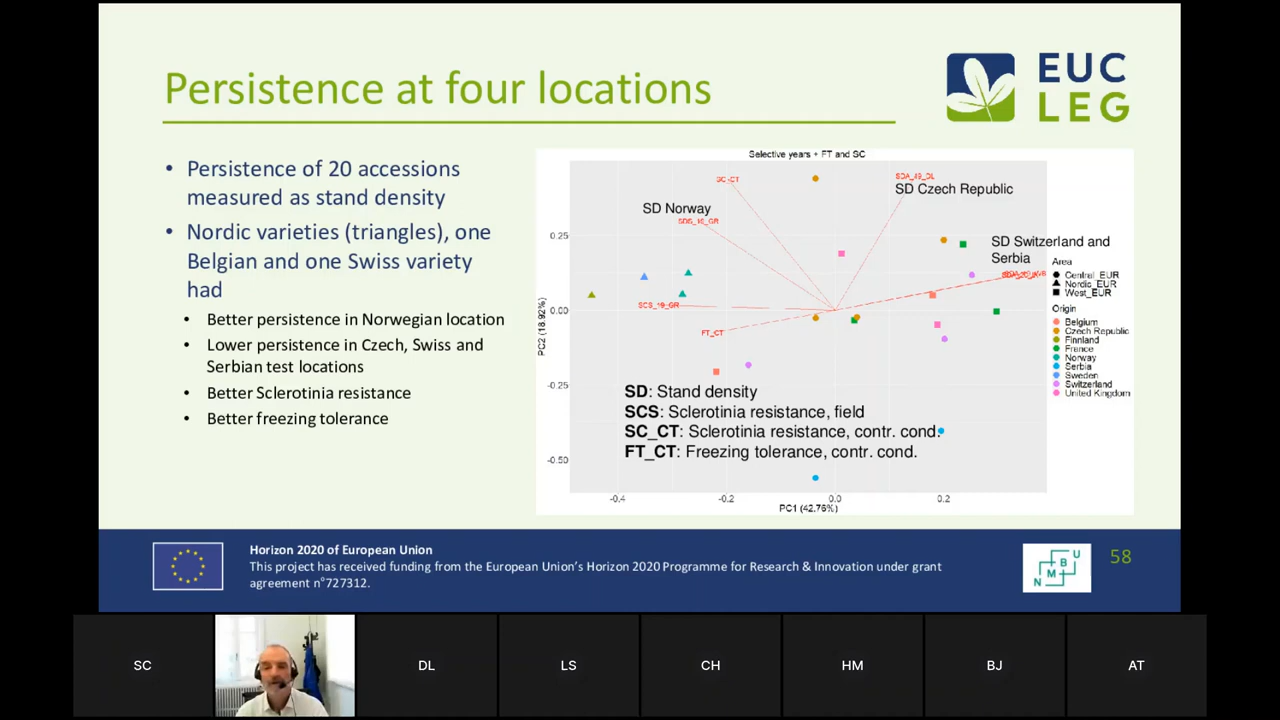 Persistence at four locations
EUC
LEG
• Persistence of 20 accessions
measured as stand density
• Nordic varieties (triangles), one
Belgian and one Swiss variety
had
• Better persistence in Norwegian location
• Lower persistence in Czech, Swiss and
Serbian test locations
• Better Sclerotinia resistance
• Better freezing tolerance
Selective years + FT and SC
SC_CT
SD Czech Republic
SD Norway
SDS_18_GR
SD Switzerland and
Serbia
SCS_19_GR
FT_CT
0.25
0.00
-0.25
-0.50
PC2 (18.92%)
-0.4
-0.2
0.0
0.2
PC1 (42.76%)
SD: Stand density
SCS: Sclerotinia resistance, field
SC_CT: Sclerotinia resistance, contr. cond.
FT_CT: Freezing tolerance, contr. cond.
Area
Central_EUR
Nordic_EUR
West_EUR
Origin
Belgium
Czech Republic
Finnland
France
Norway
Serbia
Sweden
Switzerland
United Kingdom
Horizon 2020 of European Union
This project has received funding from the European Union's Horizon 2020 Programme for Research & Innovation under grant
agreement n°727312.
N M B U
58
SC
DL
LS
CH
HM
BJ
AT